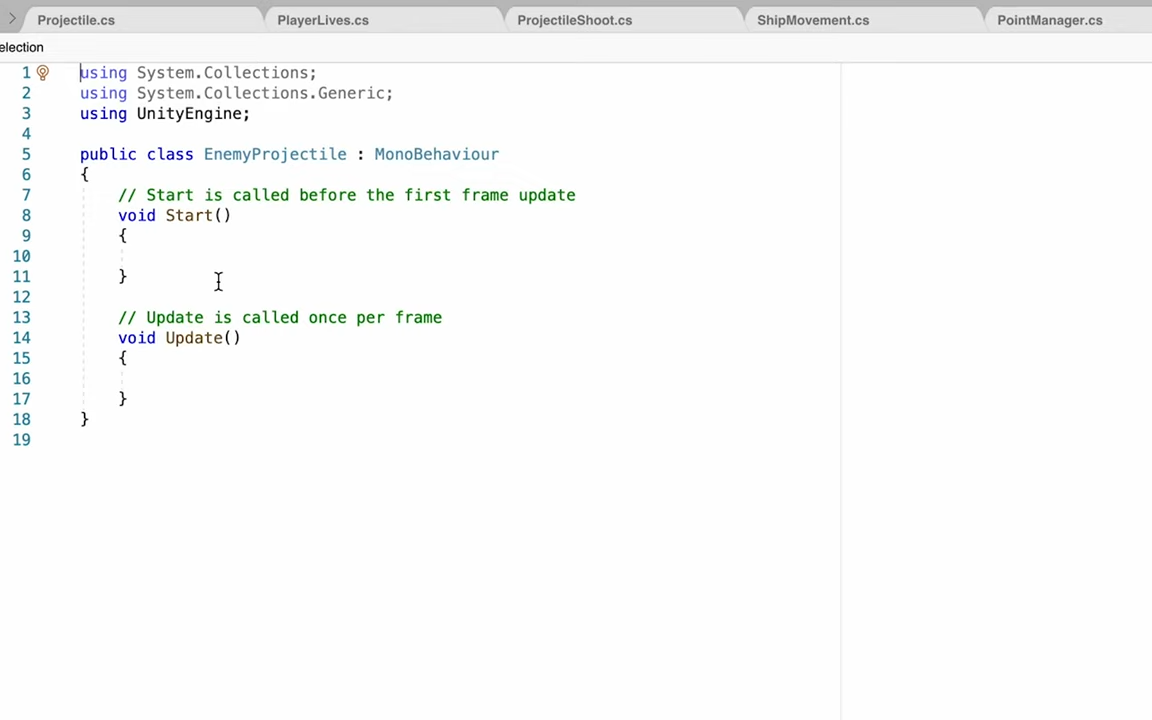 Projectile.cs PlayerLives.cs ProjectileShoot.cs ShipMovement.cs PointManager.cs
election
1 using System.Collections;
2 using System.Collections.Generic;
3 using UnityEngine;
4
5 public class EnemyProjectile : MonoBehaviour
6 {
7 // Start is called before the first frame update
8 void Start()
9 {
10
11 }
12
13 // Update is called once per frame
14 void Update()
15 {
16
17 }
18 }
19